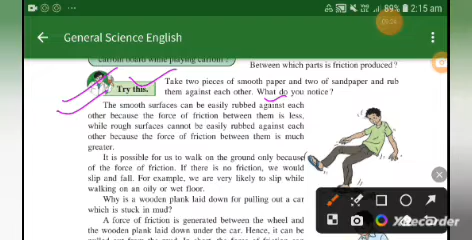 89% 2:15 am
05:26
General Science English
carrom board while playing carrom?
Between which parts is friction produced?
Try this.
Take two pieces of smooth paper and two of sandpaper and rub
them against each other. What do you notice?
The smooth surfaces can be easily rubbed against each
other because the force of friction between them is less,
while rough surfaces cannot be easily rubbed against each
other because the force of friction between them is much
greater.
It is possible for us to walk on the ground only because
of the force of friction. If there is no friction, we would
slip and fall. For example, we are very likely to slip while
walking on an oily or wet floor.
Why is a wooden plank laid down for pulling out a car
which is stuck in mud?
A force of friction is generated between the wheel and
the wooden plank laid down under the car. Hence, it can be
XRecorder